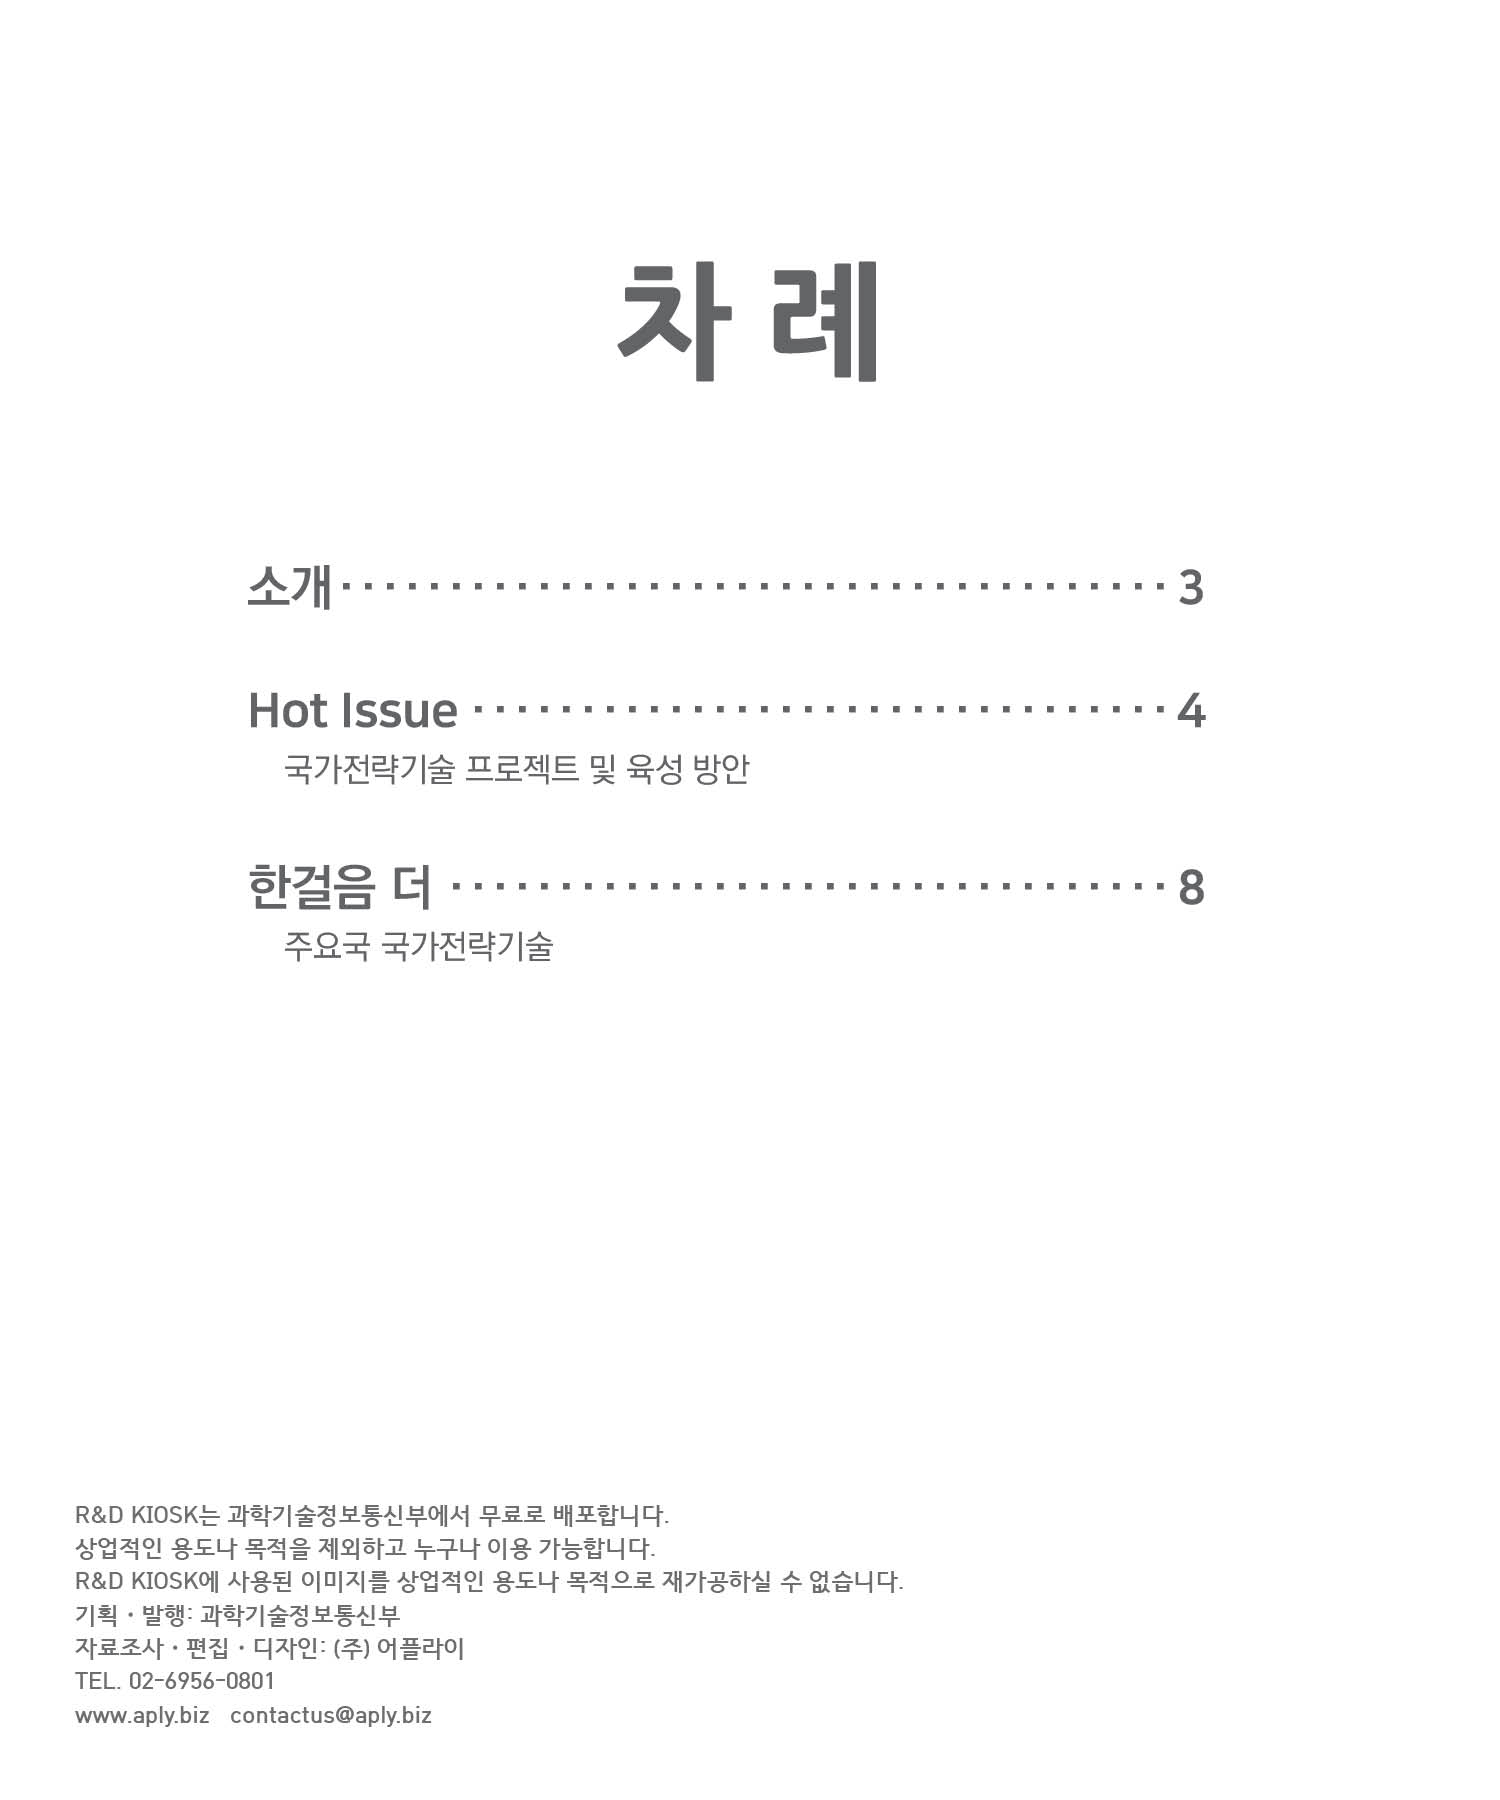 차 례
소개 · · · · · · · · · · · · · · · · · · · · · · · · · · · · · · · · · · · · · · 3
Hot Issue · · · · · · · · · · · · · · · · · · · · · · · · · · · · · · · · 4
국가전략기술 프로젝트 및 육성 방안
한걸음 더 · · · · · · · · · · · · · · · · · · · · · · · · · · · · · · · · · 8
주요국 국가전략기술
R&D KIOSK는 과학기술정보통신부에서 무료로 배포합니다.
상업적인 용도나 목적을 제외하고 누구나 이용 가능합니다.
R&D KIOSK에 사용된 이미지를 상업적인 용도나 목적으로 재가공하실 수 없습니다.
기획 · 발행: 과학기술정보통신부
자료조사 · 편집 · 디자인: (주) 어플라이
TEL. 02-6956-0801
www.aply.biz contactus@aply.biz